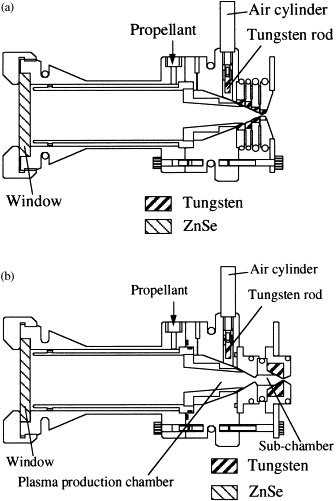 (a)
Air cylinder
Propellant
Tungsten rod
Window
Tungsten
ZnSe
(b)
Air cylinder
Propellant
Tungsten rod
Sub-chamber
Window
Plasma production chamber
Tungsten
ZnSe